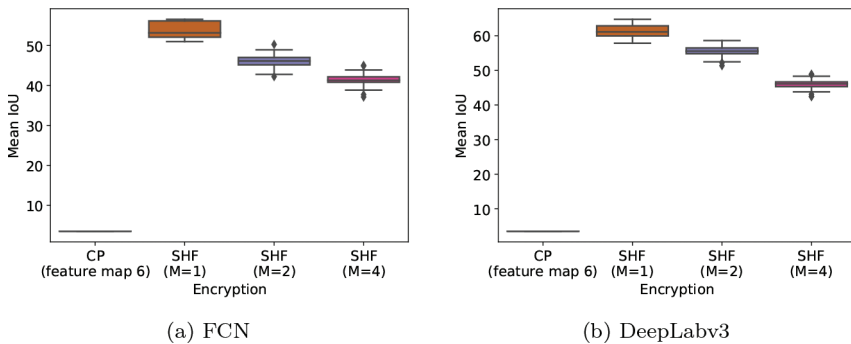 50
40
30
20
10
Mean IoU
CP
(feature map 6)
SHF
(M=1)
SHF
(M=2)
SHF
(M=4)
Encryption
(a) FCN
60
50
40
30
20
10
Mean IoU
CP
(feature map 6)
SHF
(M=1)
SHF
(M=2)
SHF
(M=4)
Encryption
(b) DeepLabv3